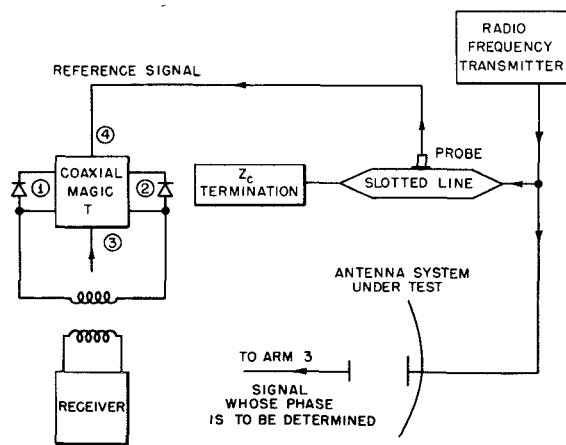 RADIO
FREQUENCY
TRANSMITTER
REFERENCE SIGNAL
④
PROBE
①
COAXIAL
MAGIC
T
②
Zc
TERMINATION
SLOTTED LINE
③
ANTENNA SYSTEM
UNDER TEST
TO ARM 3
SIGNAL
WHOSE PHASE
IS TO BE DETERMINED
RECEIVER